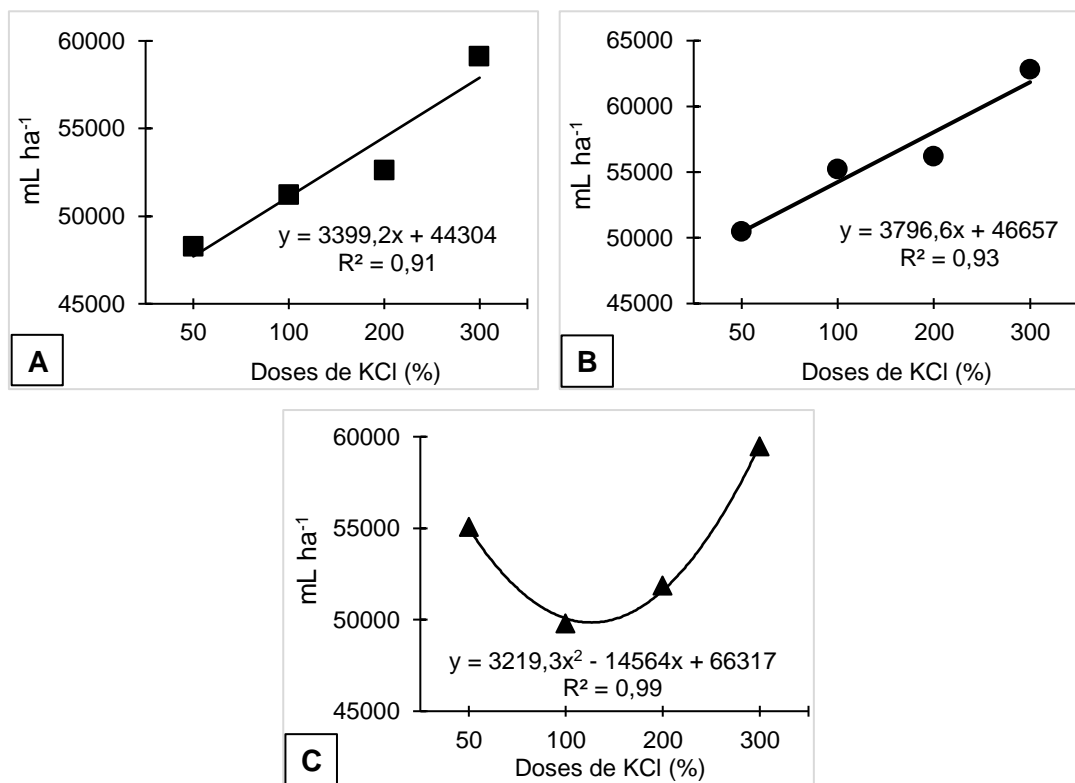 60000
55000
50000
45000
mL ha⁻¹
y = 3399,2x + 44304
R² = 0,91
50 100 200 300
Doses de KCl (%)
A
65000
60000
55000
50000
45000
mL ha⁻¹
y = 3796,6x + 46657
R² = 0,93
50 100 200 300
Doses de KCl (%)
B
60000
55000
50000
45000
mL ha⁻¹
y = 3219,3x² - 14564x + 66317
R² = 0,99
50 100 200 300
Doses de KCl (%)
C